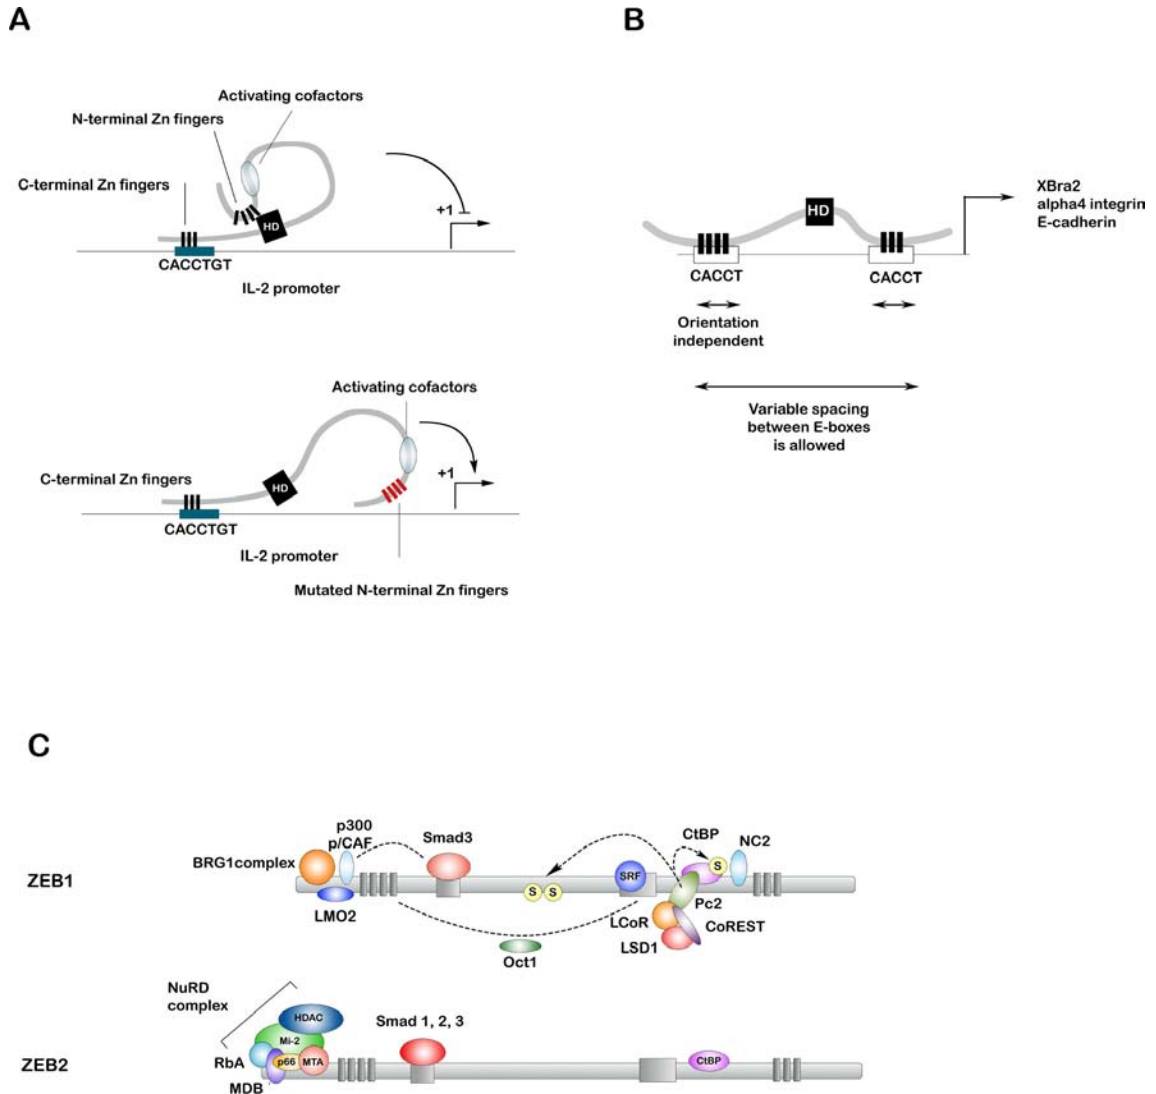 A
Activating cofactors
N-terminal Zn fingers
C-terminal Zn fingers
+1
HD
CACCTGT
IL-2 promoter
Activating cofactors
C-terminal Zn fingers
+1
HD
CACCTGT
IL-2 promoter
Mutated N-terminal Zn fingers
B
XBra2
alpha4 integrin
E-cadherin
HD
CACCT
CACCT
Orientation
independent
Variable spacing
between E-boxes
is allowed
C
p300
p/CAF
Smad3
CtBP
NC2
BRG1complex
S
SRF
ZEB1
S S
Pc2
LMO2
LCoR
CoREST
LSD1
Oct1
NuRD
complex
HDAC
Smad 1, 2, 3
Mi-2
RbA
p66
MTA
CtBP
ZEB2
MDB